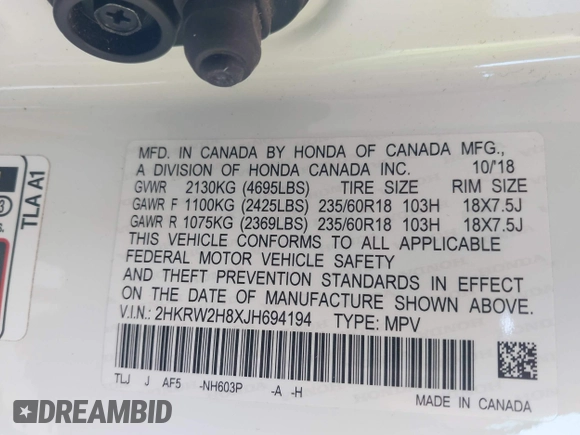 MFD. IN CANADA BY HONDA OF CANADA MFG.,
A DIVISION OF HONDA CANADA INC. 10/'18
GVWR 2130KG (4695LBS) TIRE SIZE RIM SIZE
GAWR F 1100KG (2425LBS) 235/60R18 103H 18X7.5J
GAWR R 1075KG (2369LBS) 235/60R18 103H 18X7.5J
THIS VEHICLE CONFORMS TO ALL APPLICABLE
FEDERAL MOTOR VEHICLE SAFETY
AND THEFT PREVENTION STANDARDS IN EFFECT
ON THE DATE OF MANUFACTURE SHOWN ABOVE.
V.I.N.: 2HKRW2H8XJH694194 TYPE: MPV
TLJ J AF5 -NH603P -A -H
MADE IN CANADA
TLA A1
DREAMBID